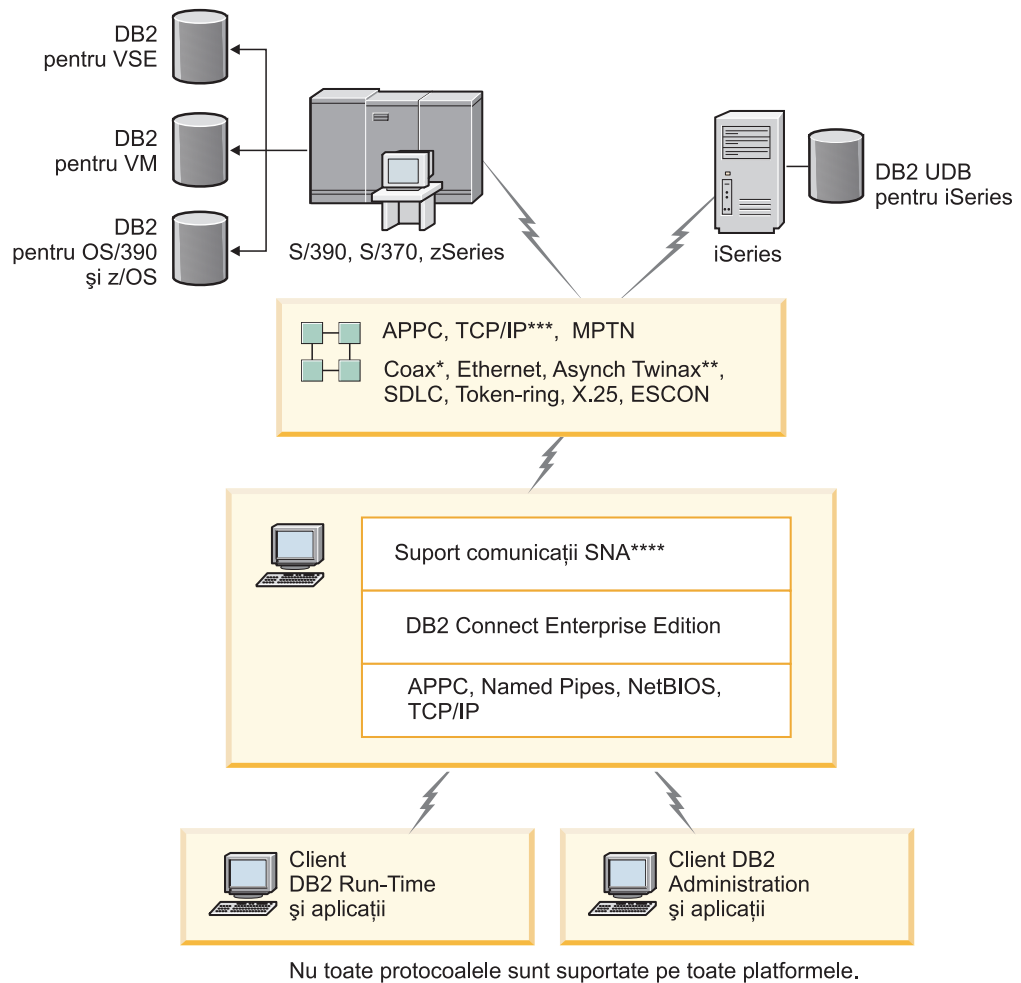 DB2
pentru VSE
DB2
pentru VM
DB2
pentru OS/390
şi z/OS
S/390, S/370, zSeries
iSeries
DB2 UDB
pentru iSeries
APPC, TCP/IP***, MPTN
Coax*, Ethernet, Asynch Twinax**,
SDLC, Token-ring, X.25, ESCON
Suport comunicaţii SNA****
DB2 Connect Enterprise Edition
APPC, Named Pipes, NetBIOS,
TCP/IP
Client
DB2 Run-Time
şi aplicaţii
Client DB2
Administration
şi aplicaţii
Nu toate protocoalele sunt suportate pe toate platformele.